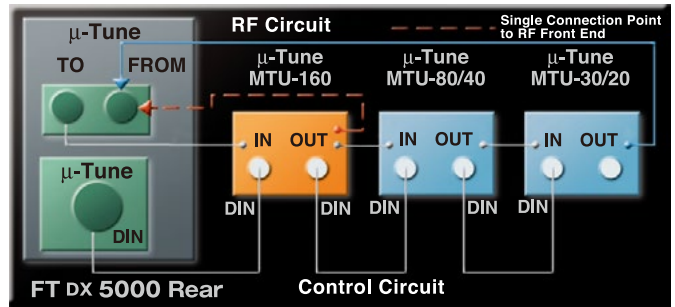 RF Circuit
Single Connection Point
to RF Front End
μ-Tune
TO FROM
μ-Tune
MTU-160
μ-Tune
MTU-80/40
μ-Tune
MTU-30/20
IN OUT
IN OUT
IN OUT
μ-Tune
DIN
DIN DIN
DIN DIN
DIN
FT DX 5000 Rear
Control Circuit